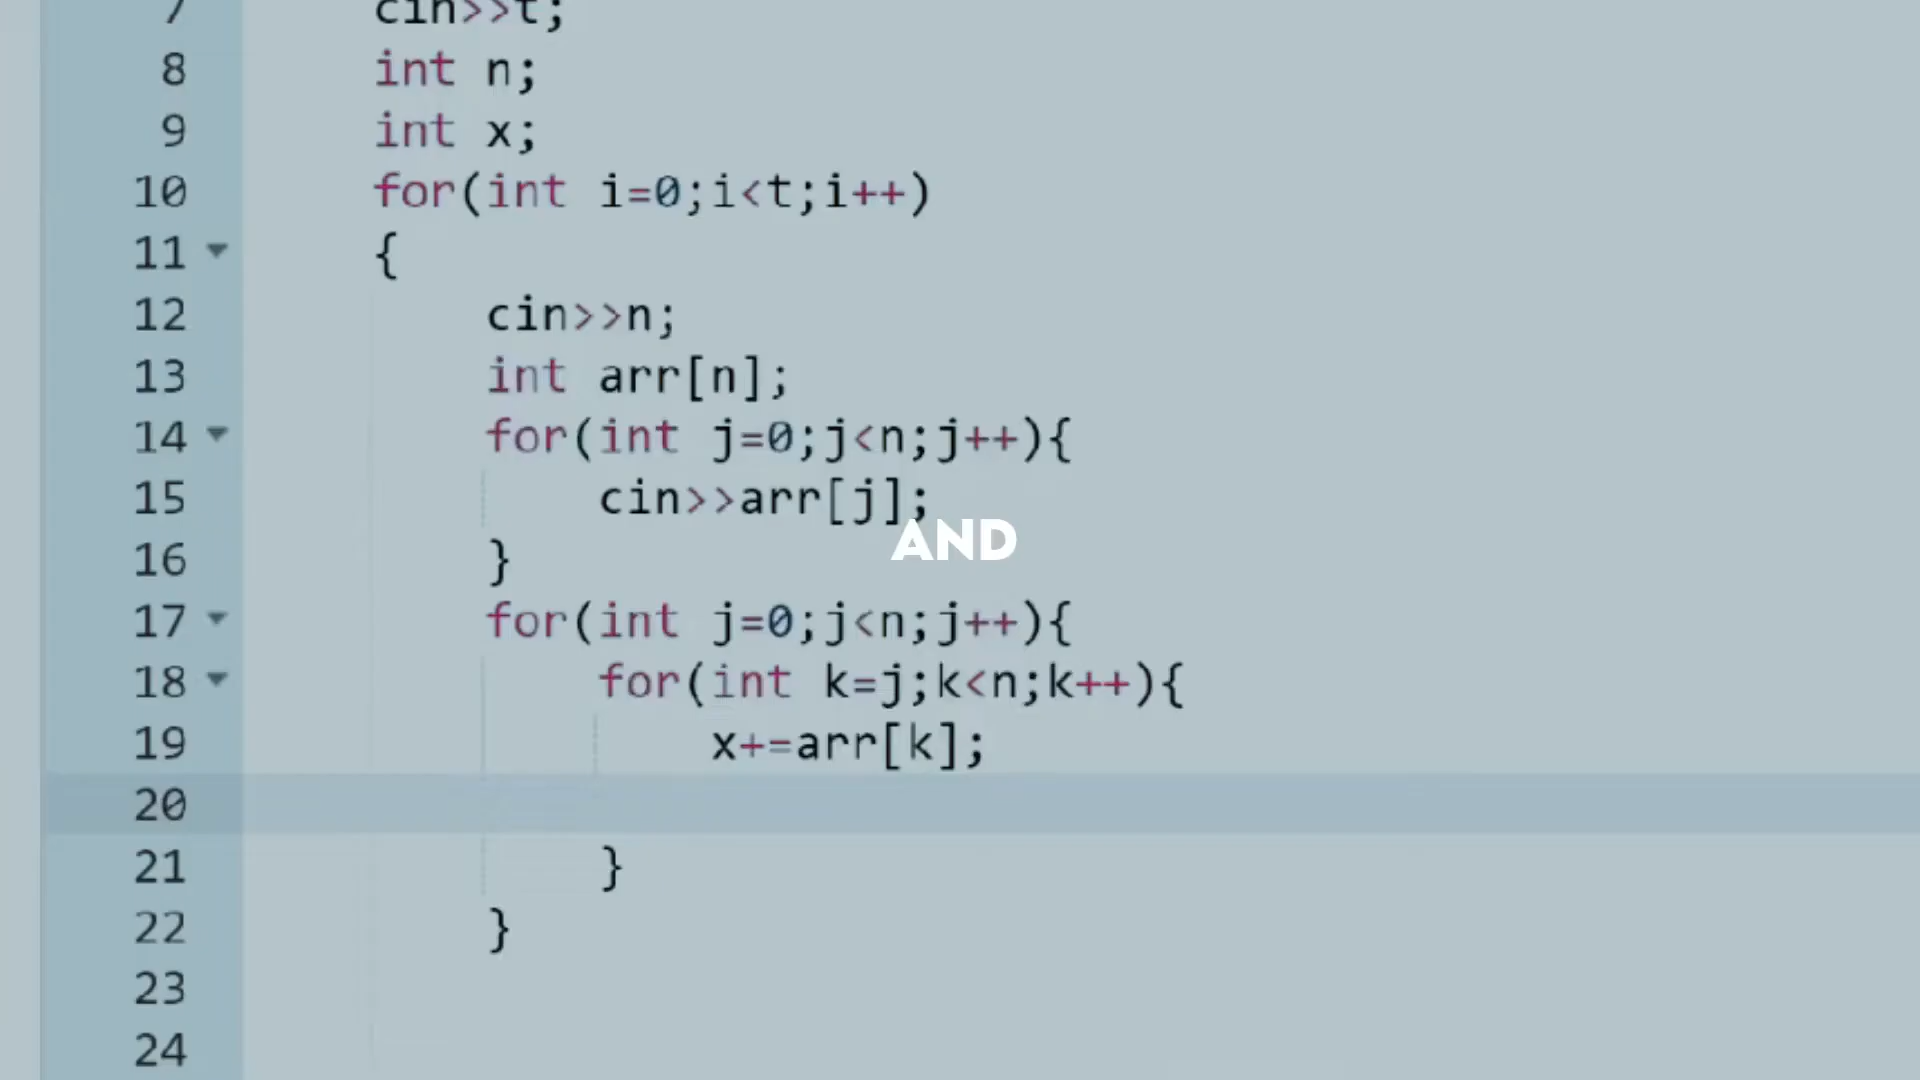 7 cin>>t;
8 int n;
9 int x;
10 for(int i=0;i<t;i++)
11 {
12 cin>>n;
13 int arr[n];
14 for(int j=0;j<n;j++){
15 cin>>arr[j];
AND
16 }
17 for(int j=0;j<n;j++){
18 for(int k=j;k<n;k++){
19 x+=arr[k];
20
21 }
22 }
23
24